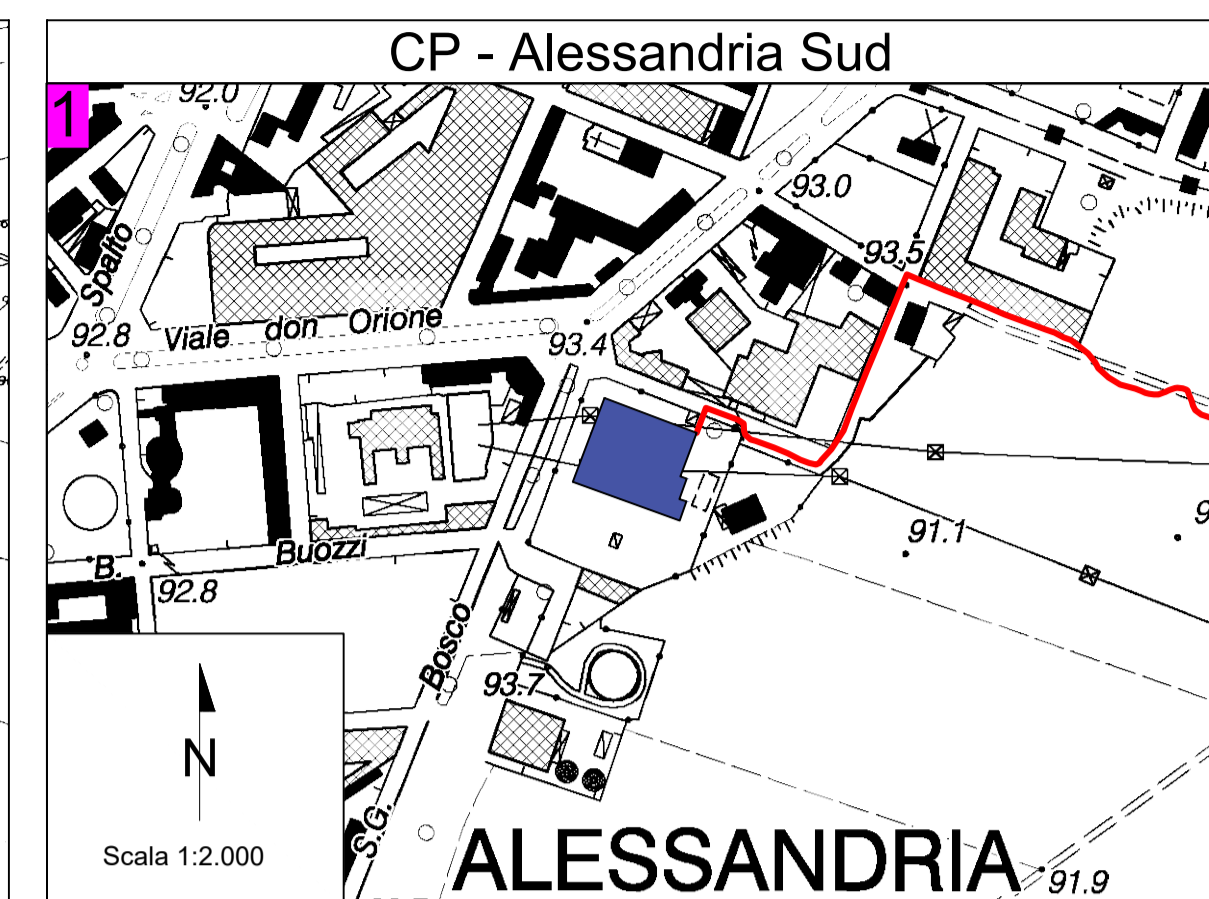 CP - Alessandria Sud
1
92.0
93.0
93.5
Spalto
92.8
Viale don Orione
93.4
91.1
B. Buozzi
92.8
Bosco
93.7
N
Scala 1:2.000
S.G.
ALESSANDRIA
91.9